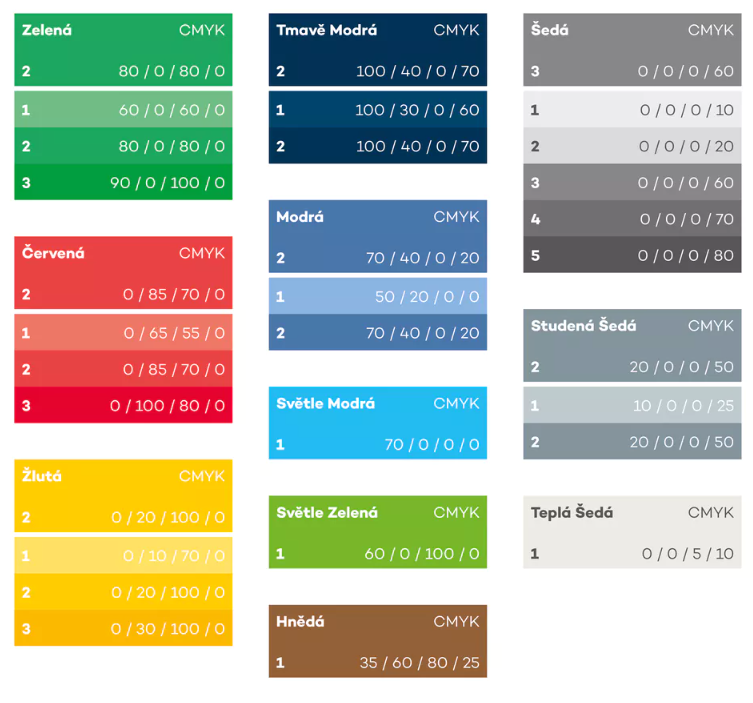 Zelená CMYK
2 80 / 0 / 80 / 0
1 60 / 0 / 60 / 0
2 80 / 0 / 80 / 0
3 90 / 0 / 100 / 0
Červená CMYK
2 0 / 85 / 70 / 0
1 0 / 65 / 55 / 0
2 0 / 85 / 70 / 0
3 0 / 100 / 80 / 0
Žlutá CMYK
2 0 / 20 / 100 / 0
1 0 / 10 / 70 / 0
2 0 / 20 / 100 / 0
3 0 / 30 / 100 / 0
Tmavě Modrá CMYK
2 100 / 40 / 0 / 70
1 100 / 30 / 0 / 60
2 100 / 40 / 0 / 70
Modrá CMYK
2 70 / 40 / 0 / 20
1 50 / 20 / 0 / 0
2 70 / 40 / 0 / 20
Světle Modrá CMYK
1 70 / 0 / 0 / 0
Světle Zelená CMYK
1 60 / 0 / 100 / 0
Hnědá CMYK
1 35 / 60 / 80 / 25
Šedá CMYK
3 0 / 0 / 0 / 60
1 0 / 0 / 0 / 10
2 0 / 0 / 0 / 20
3 0 / 0 / 0 / 60
4 0 / 0 / 0 / 70
5 0 / 0 / 0 / 80
Studená Šedá CMYK
2 20 / 0 / 0 / 50
1 10 / 0 / 0 / 25
2 20 / 0 / 0 / 50
Teplá Šedá CMYK
1 0 / 0 / 5 / 10